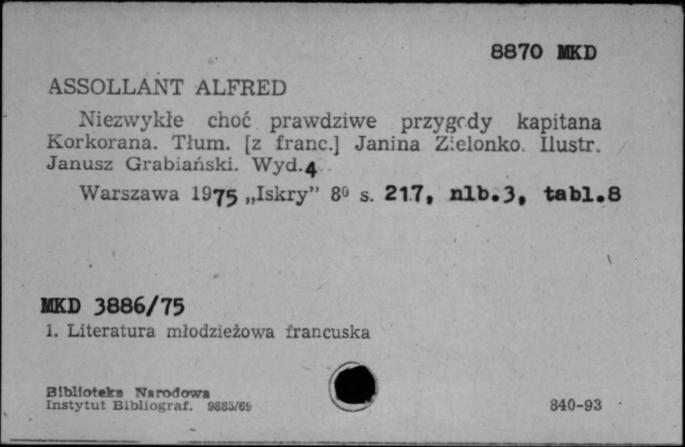 8870 MKD
ASSOLLANT ALFRED
Niezwykłe choć prawdziwe przygody kapitana
Korkorana. Tłum. [z franc.] Janina Zielonko. Ilustr.
Janusz Grabiański. Wyd.4
Warszawa 1975 „Iskry” 8⁰ s. 217, nlb.3, tabl.8
MKD 3886/75
1. Literatura młodzieżowa francuska
Biblioteka Narodowa
Instytut Bibliograf. 9885/69
840-93